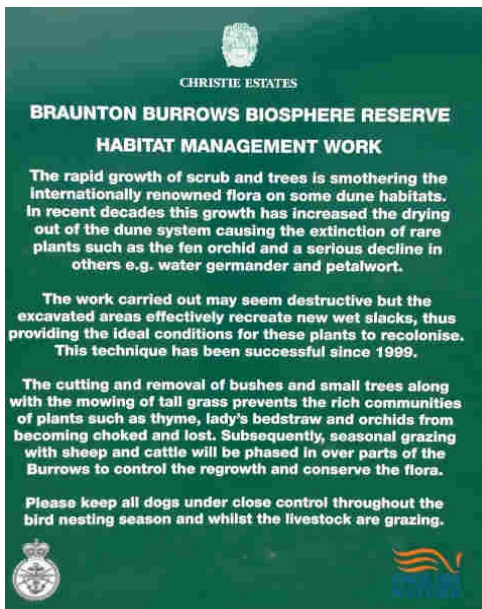 CHRISTIE ESTATES
BRAUNTON BURROWS BIOSPHERE RESERVE
HABITAT MANAGEMENT WORK
The rapid growth of scrub and trees is smothering the
internationally renowned flora on some dune habitats.
In recent decades this growth has increased the drying
out of the dune system causing the extinction of rare
plants such as the fen orchid and a serious decline in
others e.g. water germander and petalwort.
The work carried out may seem destructive but the
excavated areas effectively recreate new wet slacks, thus
providing the ideal conditions for these plants to recolonise.
This technique has been successful since 1999.
The cutting and removal of bushes and small trees along
with the mowing of tall grass prevents the rich communities
of plants such as thyme, lady's bedstraw and orchids from
becoming choked and lost. Subsequently, seasonal grazing
with sheep and cattle will be phased in over parts of the
Burrows to control the regrowth and conserve the flora.
Please keep all dogs under close control throughout the
bird nesting season and whilst the livestock are grazing.